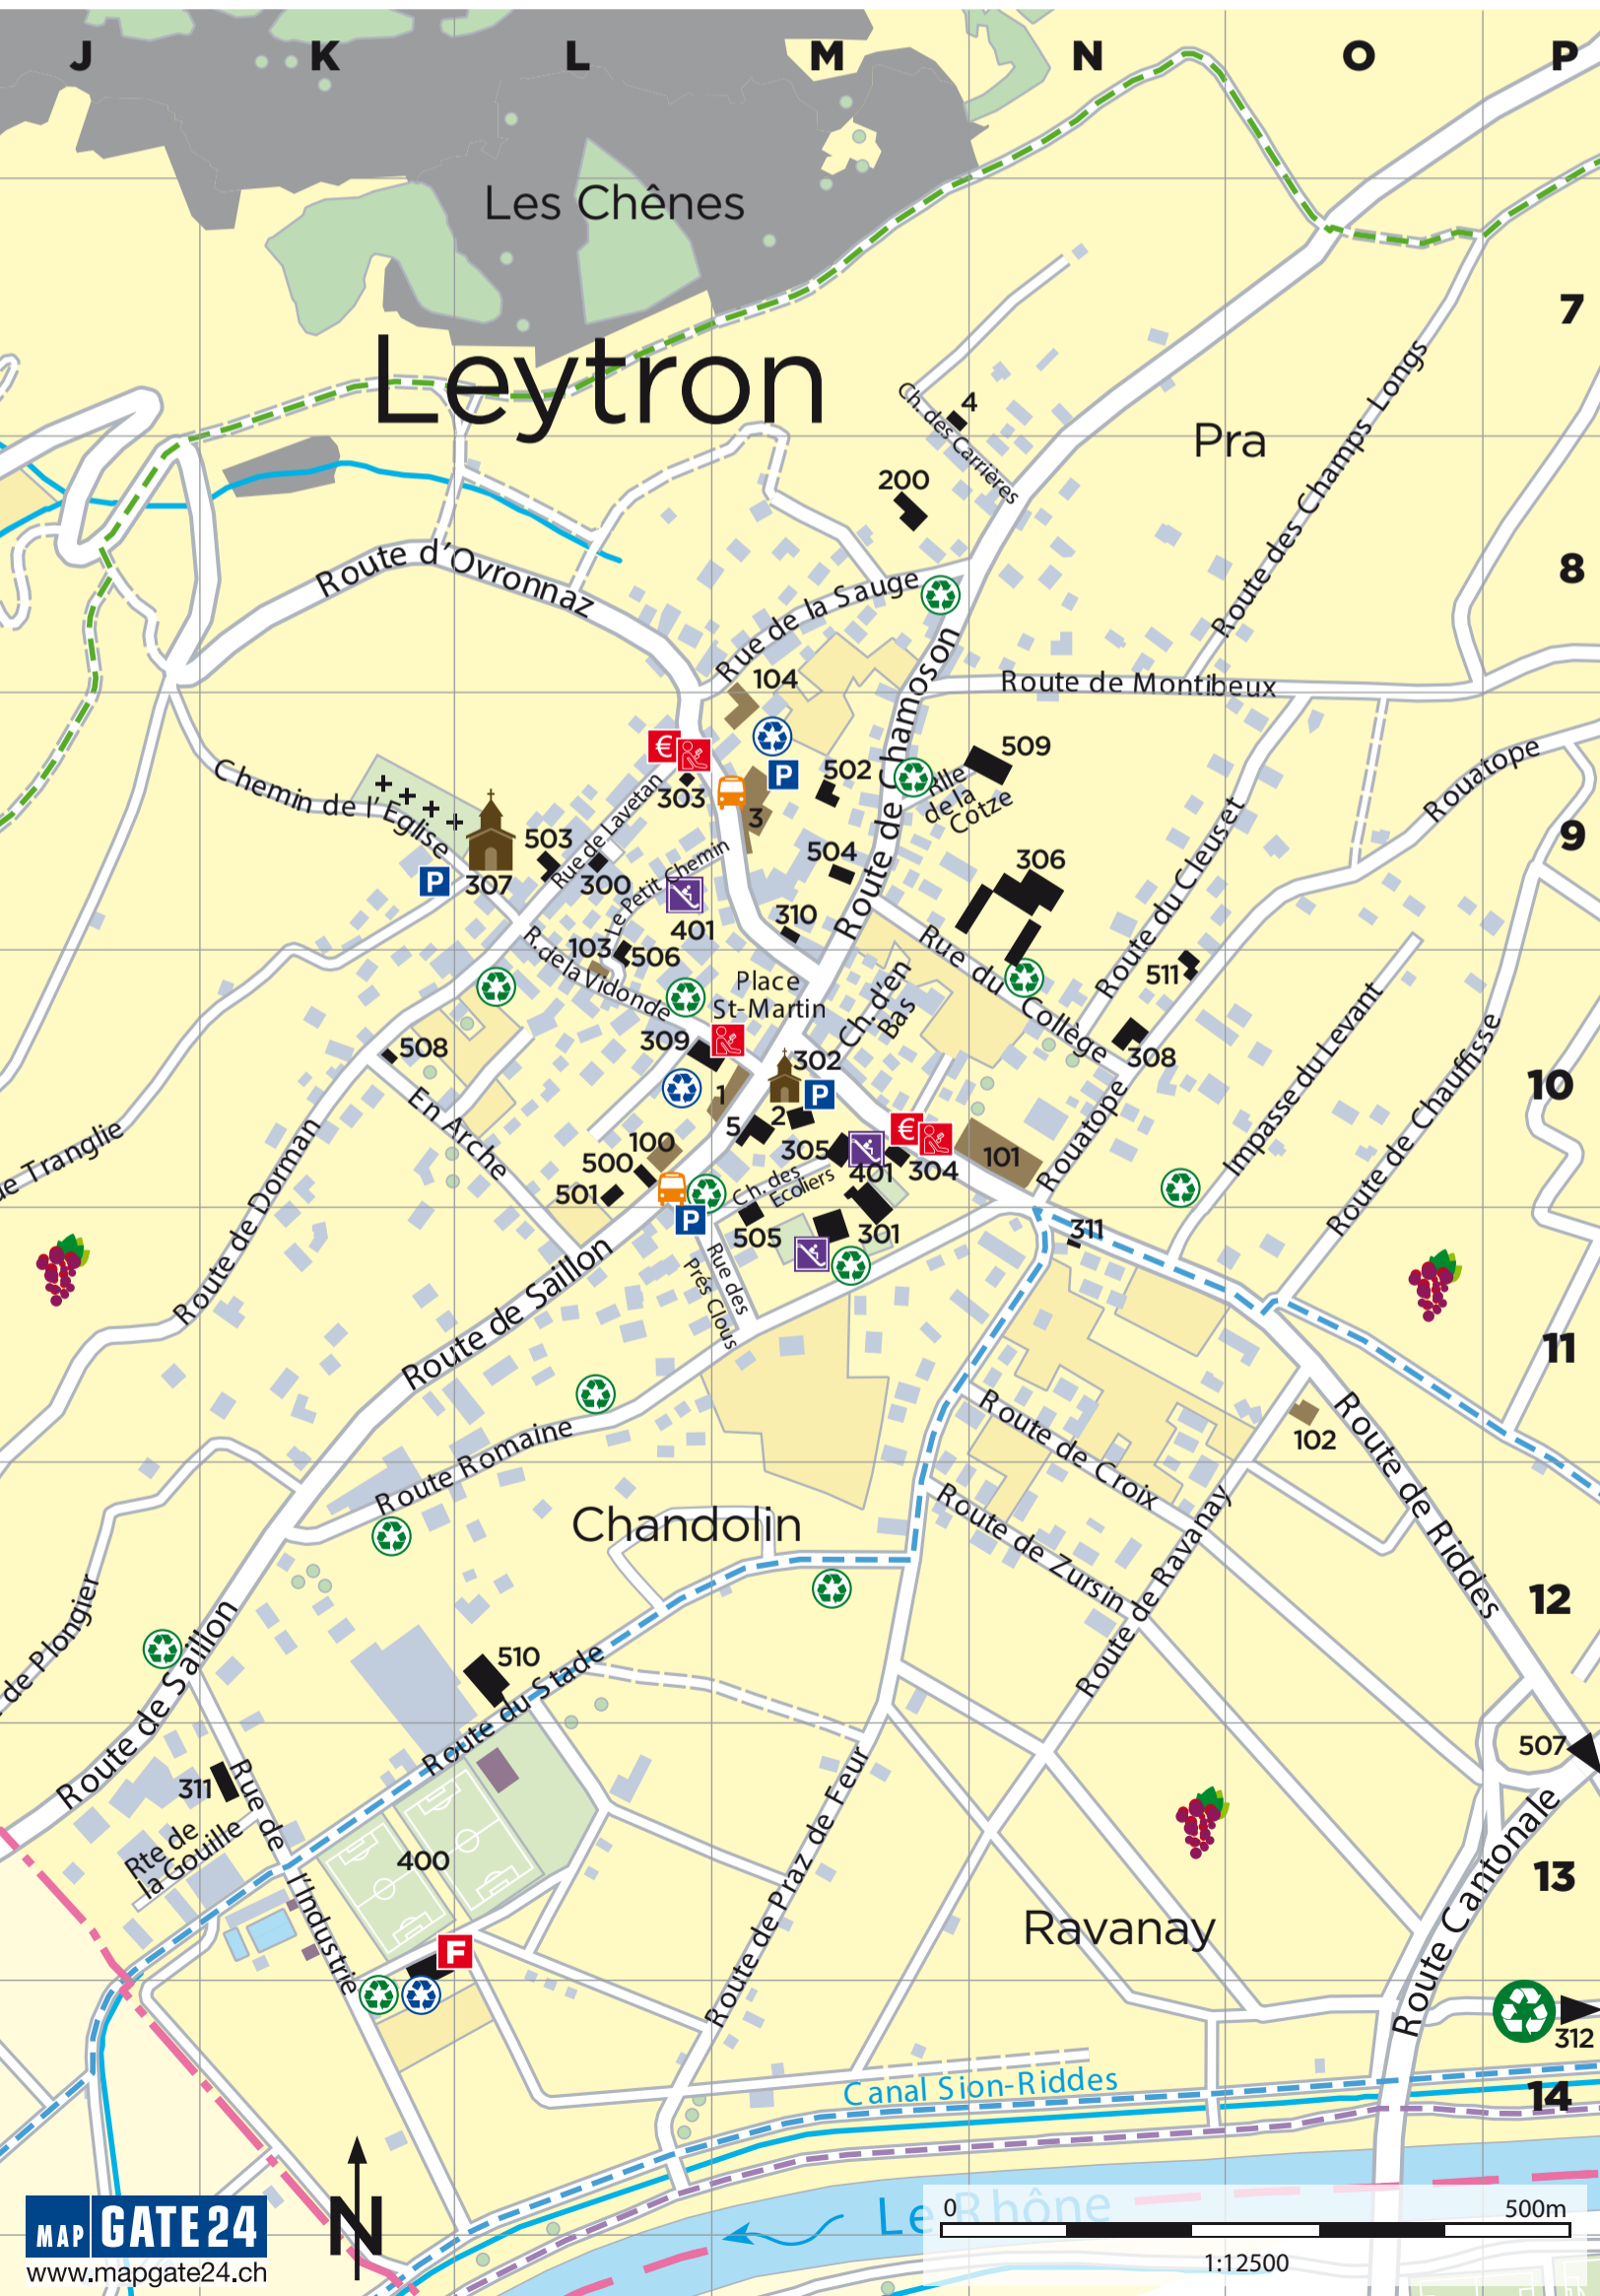 J K L M N O P
Les Chênes
7
Leytron
Ch. des Carrières
4
Pra
200
Route des Champs Longs
8
Route d'Ovronnaz
Rue de la Sauge
104
Route de Montibeux
Route de Chamoson
€
509
Chemin de l'Eglise
Rue de Lavetan
303
P
502
Rlle
de la
Cotze
Rouatope
3
9
503
307
P
300
Le Petit Chemin
504
306
Route du Cleuset
401
310
Rue du Collège
103
506
R. de la Vidonde
Place
St-Martin
Ch. d'en
Bas
511
508
309
302
P
308
10
1
2
5
En Arche
100
500
501
305
401
€
304
101
Rouatope
Impasse du Levant
Route de Chauffisse
de Tranglie
Route de Dorman
Ch. des
Ecoliers
P
505
301
311
Rue des
Prés Clous
Route de Saillon
11
Route Romaine
Route de Croix
102
Route de Riddes
Chandolin
Route de Zursin
Route de Ravanay
12
de Plongier
Route de Saillon
510
Route du Stade
507
311
Rue de l'Industrie
Rte de
la Gouille
400
Route de Praz de Feur
13
Ravanay
Route Cantonale
F
312
Canal Sion-Riddes
14
Le Rhône
N
MAP GATE24
www.mapgate24.ch
0 500m
1:12500